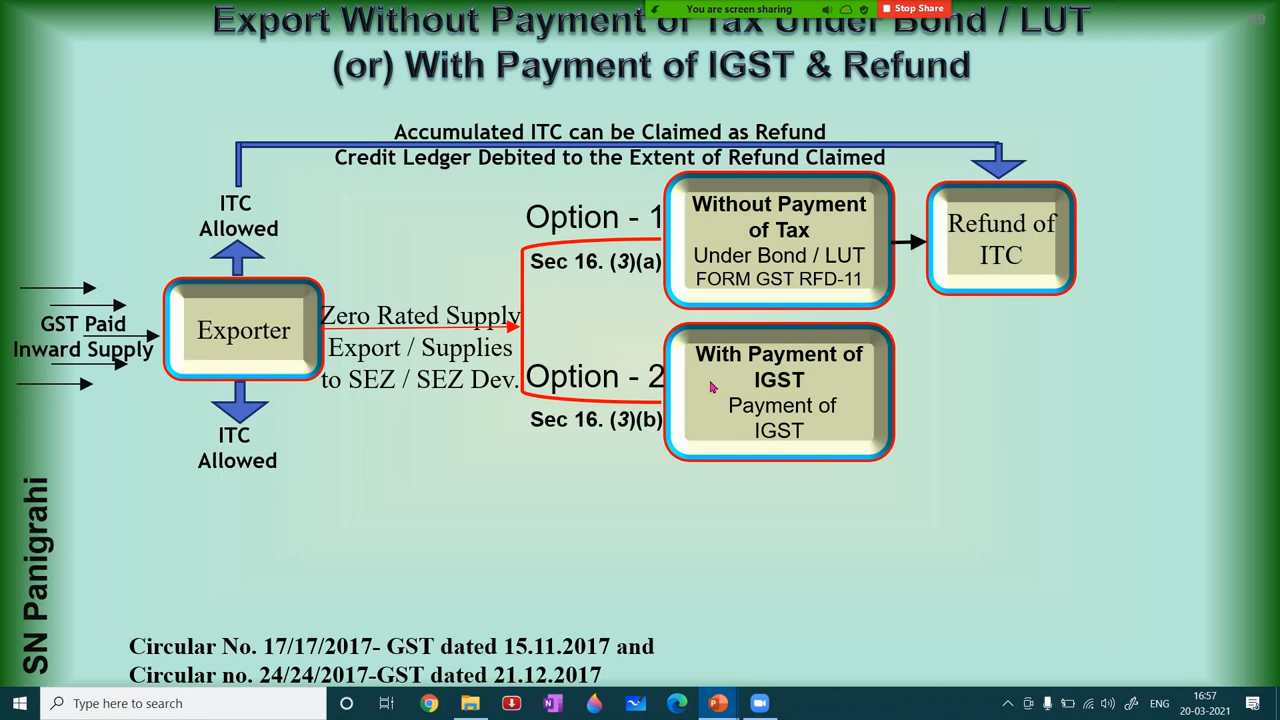 You are screen sharing
Stop Share
Export Without Payment of Tax Under Bond / LUT
(or) With Payment of IGST & Refund
Accumulated ITC can be Claimed as Refund
Credit Ledger Debited to the Extent of Refund Claimed
ITC
Allowed
Option - 1
Sec 16. (3)(a)
Without Payment
of Tax
Under Bond / LUT
FORM GST RFD-11
Refund of
ITC
GST Paid
Inward Supply
Exporter
Zero Rated Supply
Export / Supplies
to SEZ / SEZ Dev.
Option - 2
Sec 16. (3)(b)
With Payment of
IGST
Payment of
IGST
ITC
Allowed
SN Panigrahi
Circular No. 17/17/2017- GST dated 15.11.2017 and
Circular no. 24/24/2017-GST dated 21.12.2017
Type here to search
ENG
16:57
20-03-2021